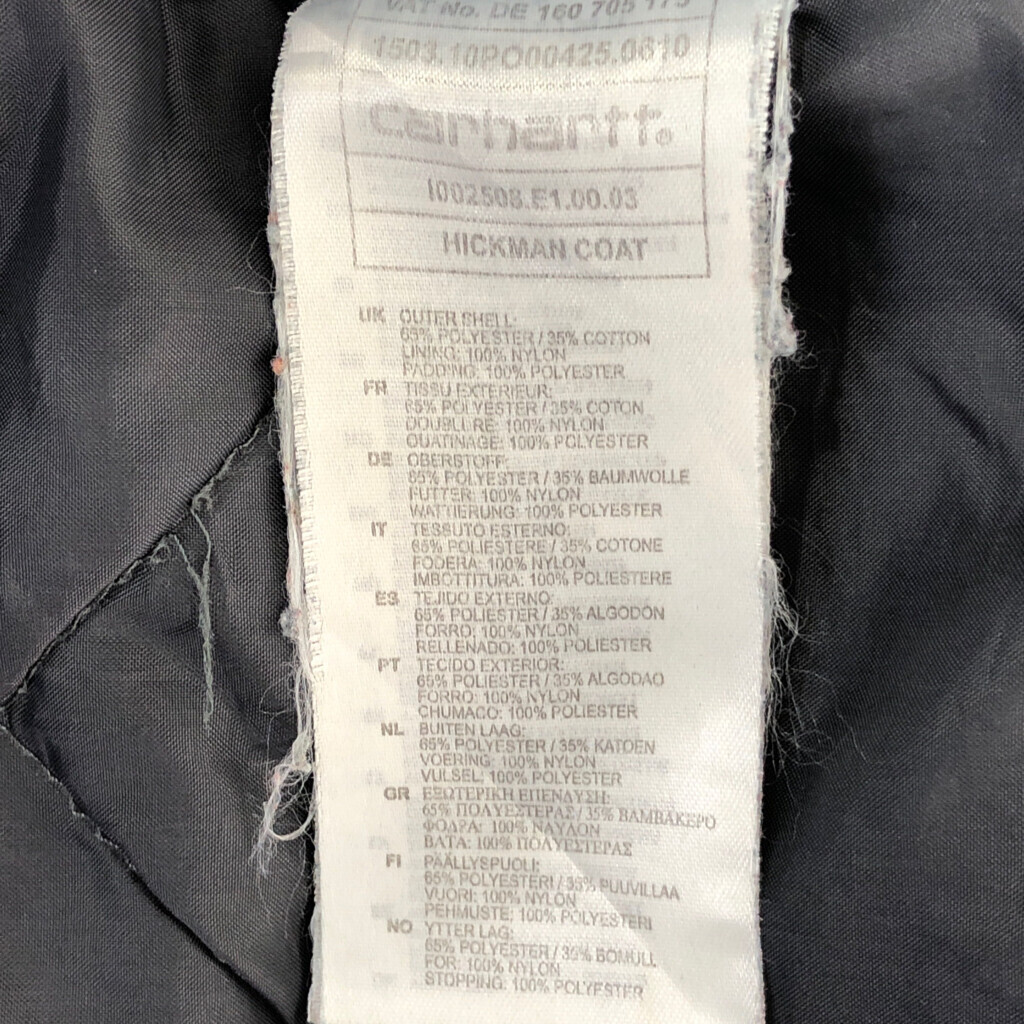 VAT No. DE 160 705 175
1503.10PO00425.0610
carhartt®
I002508.E1.00.03
HICKMAN COAT
UK OUTER SHELL:
65% POLYESTER / 35% COTTON
LINING: 100% NYLON
PADDING: 100% POLYESTER
FR TISSU EXTERIEUR:
65% POLYESTER / 35% COTON
DOUBLURE: 100% NYLON
OUATINAGE: 100% POLYESTER
DE OBERSTOFF:
65% POLYESTER / 35% BAUMWOLLE
FUTTER: 100% NYLON
WATTIERUNG: 100% POLYESTER
IT TESSUTO ESTERNO:
65% POLIESTERE / 35% COTONE
FODERA: 100% NYLON
IMBOTTITURA: 100% POLIESTERE
ES TEJIDO EXTERNO:
65% POLIESTER / 35% ALGODÓN
FORRO: 100% NYLON
RELLENADO: 100% POLIESTER
PT TECIDO EXTERIOR:
65% POLIESTER / 35% ALGODAO
FORRO: 100% NYLON
CHUMACO: 100% POLIESTER
NL BUITEN LAAG:
65% POLYESTER / 35% KATOEN
VOERING: 100% NYLON
VULSEL: 100% POLYESTER
GR ΕΞΩΤΕΡΙΚΗ ΕΠΕΝΔΥΣΗ:
65% ΠΟΛΥΕΣΤΕΡΑΣ / 35% ΒΑΜΒΑΚΕΡΟ
ΦΟΔΡΑ: 100% ΝΑΥΛΟΝ
ΒΑΤΑ: 100% ΠΟΛΥΕΣΤΕΡΑΣ
FI PÄÄLLYSPUOLI:
65% POLYESTERI / 35% PUUVILLAA
VUORI: 100% NYLON
PEHMUSTE: 100% POLYESTERI
NO YTTER LAG:
65% POLYESTER / 35% BOMULL
FOR: 100% NYLON
STOPPING: 100% POLYESTER